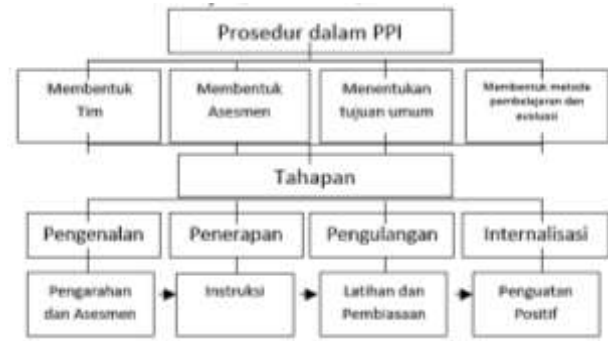 Prosedur dalam PPI
Membentuk
Tim
Membentuk
Asesmen
Menentukan
tujuan umum
Membentuk metode
pembelajaran dan
evaluasi
Tahapan
Pengenalan
Penerapan
Pengulangan
Internalisasi
Pengarahan
dan Asesmen
Instruksi
Latihan dan
Pembiasaan
Penguatan
Positif